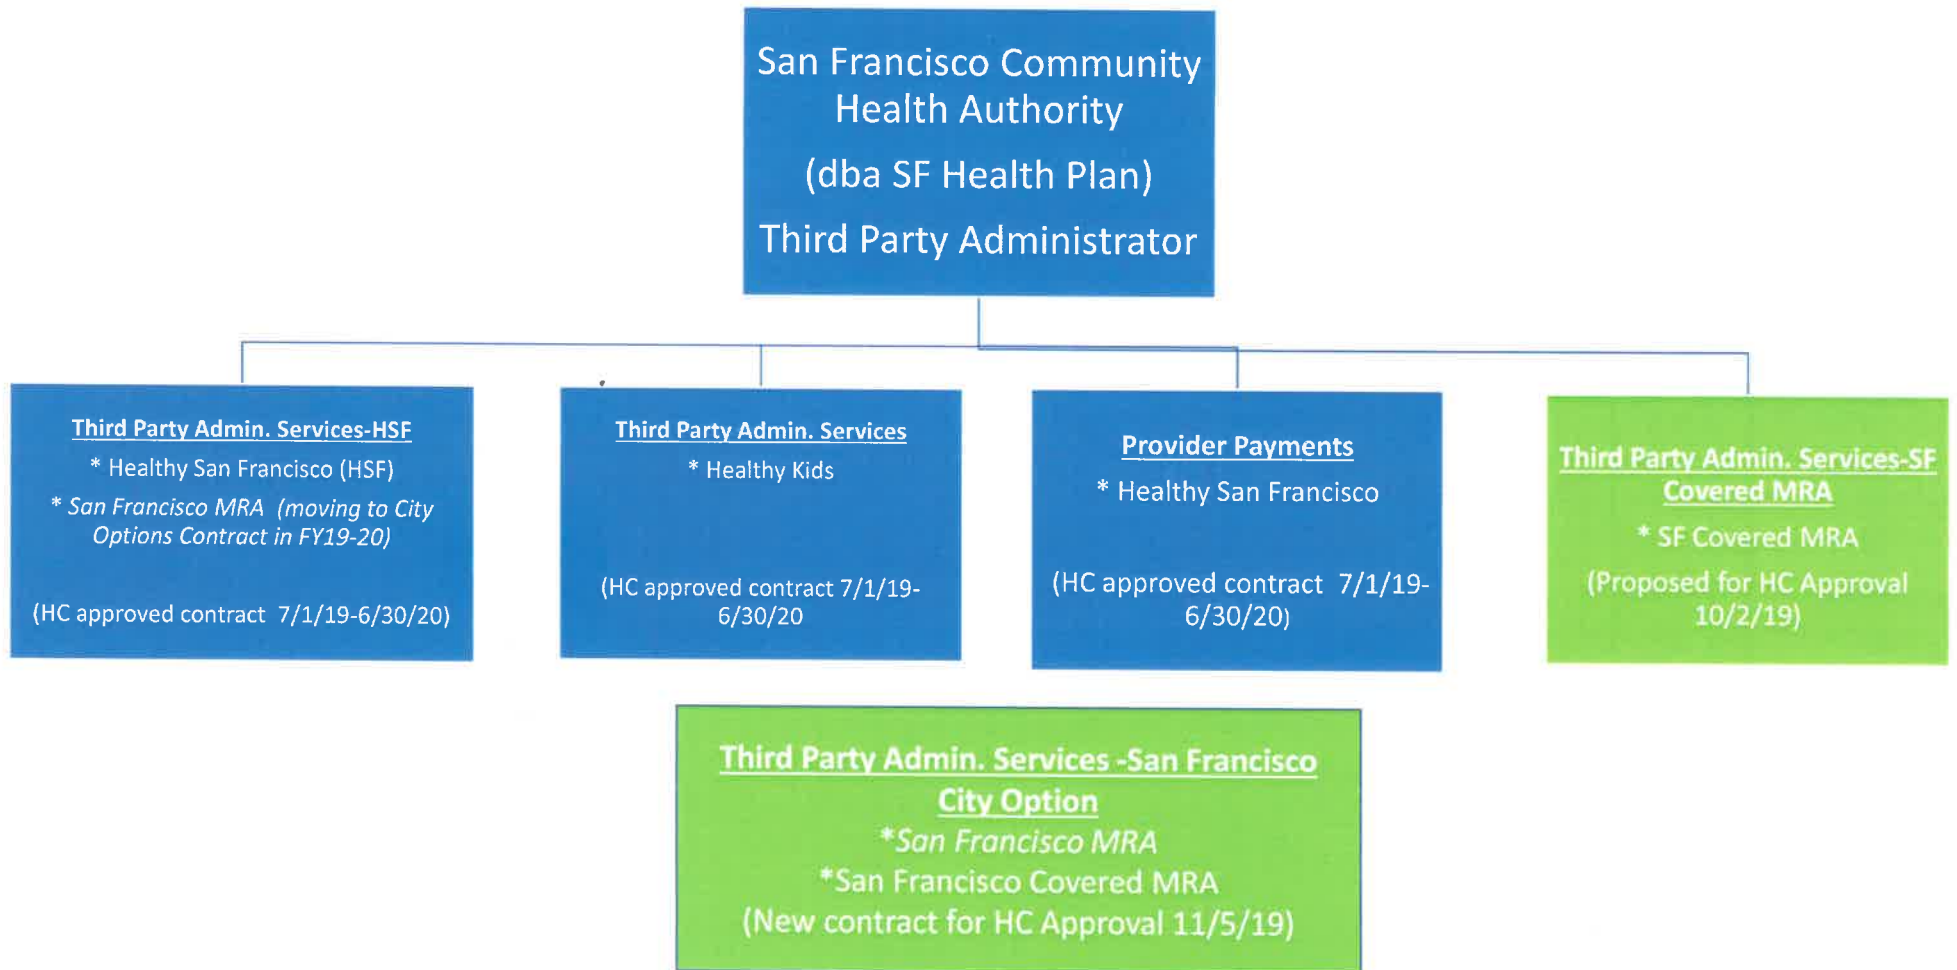 San Francisco Community
Health Authority
(dba SF Health Plan)
Third Party Administrator
Third Party Admin. Services-HSF
* Healthy San Francisco (HSF)
* San Francisco MRA (moving to City
Options Contract in FY19-20)
(HC approved contract 7/1/19-6/30/20)
Third Party Admin. Services
* Healthy Kids
(HC approved contract 7/1/19-
6/30/20
Provider Payments
* Healthy San Francisco
(HC approved contract 7/1/19-
6/30/20)
Third Party Admin. Services-SF
Covered MRA
* SF Covered MRA
(Proposed for HC Approval
10/2/19)
Third Party Admin. Services -San Francisco
City Option
*San Francisco MRA
*San Francisco Covered MRA
(New contract for HC Approval 11/5/19)